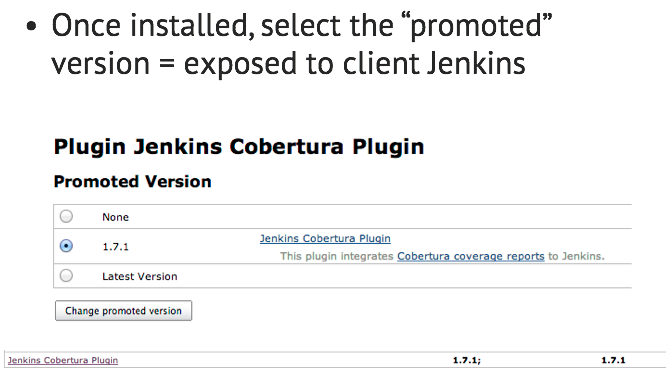 • Once installed, select the “promoted”
version = exposed to client Jenkins
Plugin Jenkins Cobertura Plugin
Promoted Version
None
1.7.1 Jenkins Cobertura Plugin
This plugin integrates Cobertura coverage reports to Jenkins.
Latest Version
Change promoted version
Jenkins Cobertura Plugin 1.7.1; 1.7.1